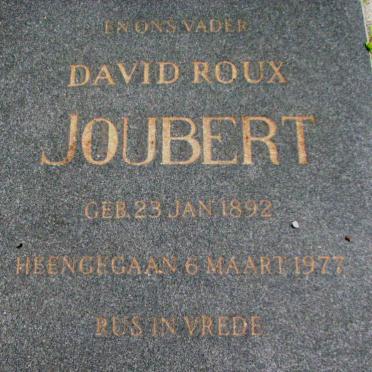 EN ONS VADER
DAVID ROUX
JOUBERT
GEB. 23 JAN 1892
HEENGEGAAN 6 MAART 1977
RUS IN VREDE